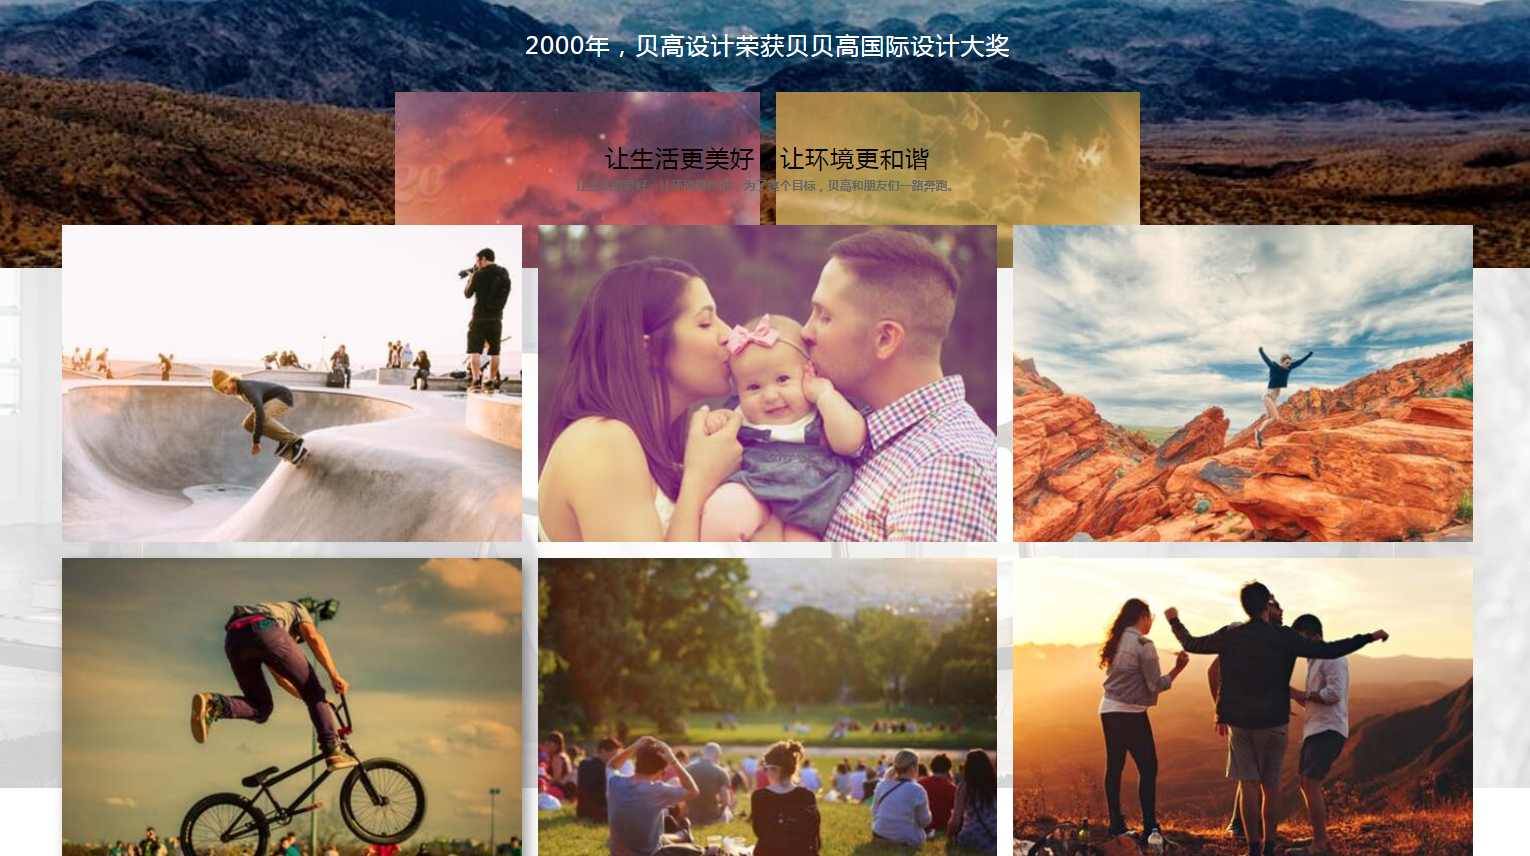 2000年，贝高设计荣获贝贝高国际设计大奖
让生活更美好 让环境更和谐
让生活更美好，让环境更和谐，为了这个目标，贝高和朋友们一路奔跑。
20
20